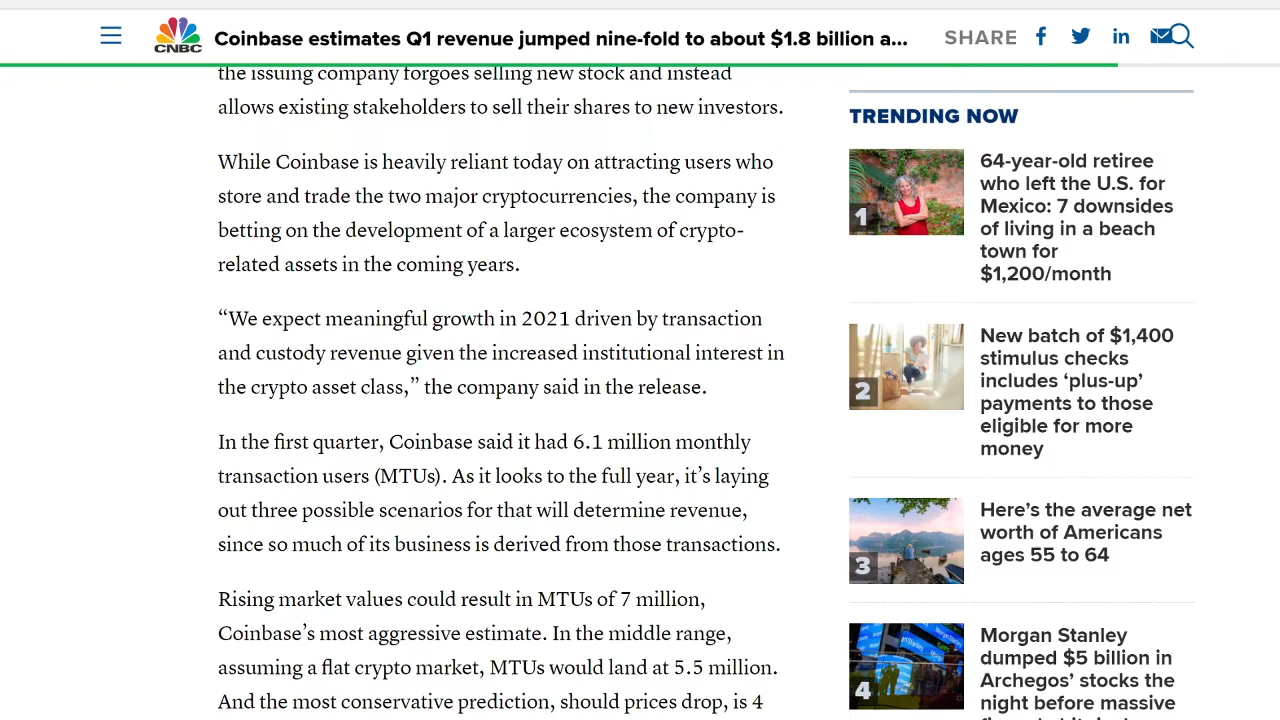 CNBC
Coinbase estimates Q1 revenue jumped nine-fold to about $1.8 billion a...
SHARE
the issuing company forgoes selling new stock and instead
allows existing stakeholders to sell their shares to new investors.
While Coinbase is heavily reliant today on attracting users who
store and trade the two major cryptocurrencies, the company is
betting on the development of a larger ecosystem of crypto-
related assets in the coming years.
“We expect meaningful growth in 2021 driven by transaction
and custody revenue given the increased institutional interest in
the crypto asset class,” the company said in the release.
In the first quarter, Coinbase said it had 6.1 million monthly
transaction users (MTUs). As it looks to the full year, it’s laying
out three possible scenarios for that will determine revenue,
since so much of its business is derived from those transactions.
Rising market values could result in MTUs of 7 million,
Coinbase’s most aggressive estimate. In the middle range,
assuming a flat crypto market, MTUs would land at 5.5 million.
And the most conservative prediction, should prices drop, is 4
TRENDING NOW
1
64-year-old retiree
who left the U.S. for
Mexico: 7 downsides
of living in a beach
town for
$1,200/month
2
New batch of $1,400
stimulus checks
includes ‘plus-up’
payments to those
eligible for more
money
3
Here’s the average net
worth of Americans
ages 55 to 64
4
Morgan Stanley
dumped $5 billion in
Archegos’ stocks the
night before massive